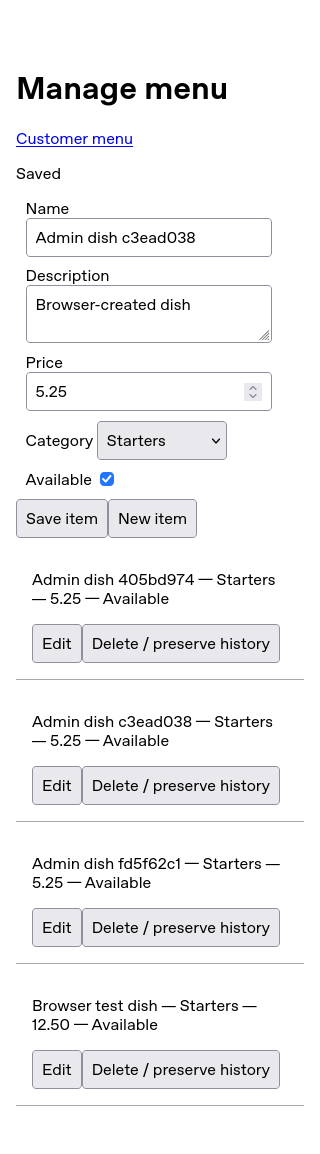 Manage menu
Customer menu
Saved
Name
Admin dish c3ead038
Description
Browser-created dish
Price
5.25
Category Starters
Available
Save item New item
Admin dish 405bd974 — Starters
— 5.25 — Available
Edit Delete / preserve history
Admin dish c3ead038 — Starters
— 5.25 — Available
Edit Delete / preserve history
Admin dish fd5f62c1 — Starters —
5.25 — Available
Edit Delete / preserve history
Browser test dish — Starters —
12.50 — Available
Edit Delete / preserve history